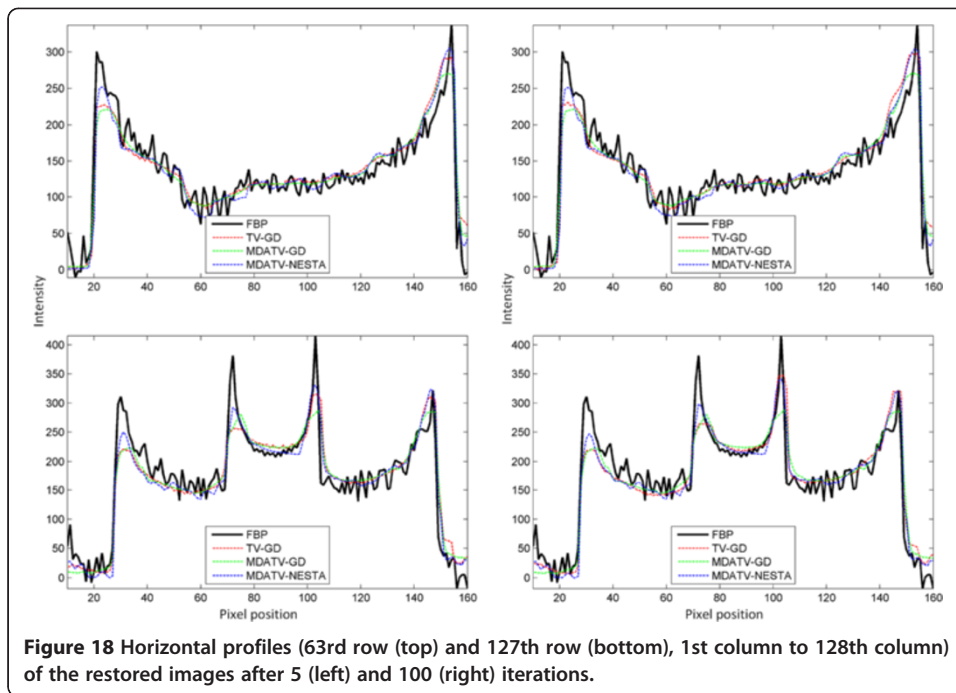 300
250
200
150
100
50
0
20 40 60 80 100 120 140 160
FBP
TV-GD
MDATV-GD
MDATV-NESTA
300
250
200
150
100
50
0
20 40 60 80 100 120 140 160
FBP
TV-GD
MDATV-GD
MDATV-NESTA
Intensity
Intensity
400
350
300
250
200
150
100
50
0
20 40 60 80 100 120 140 160
FBP
TV-GD
MDATV-GD
MDATV-NESTA
Pixel position
400
350
300
250
200
150
100
50
0
20 40 60 80 100 120 140 160
FBP
TV-GD
MDATV-GD
MDATV-NESTA
Pixel position
Figure 18 Horizontal profiles (63rd row (top) and 127th row (bottom), 1st column to 128th column)
of the restored images after 5 (left) and 100 (right) iterations.